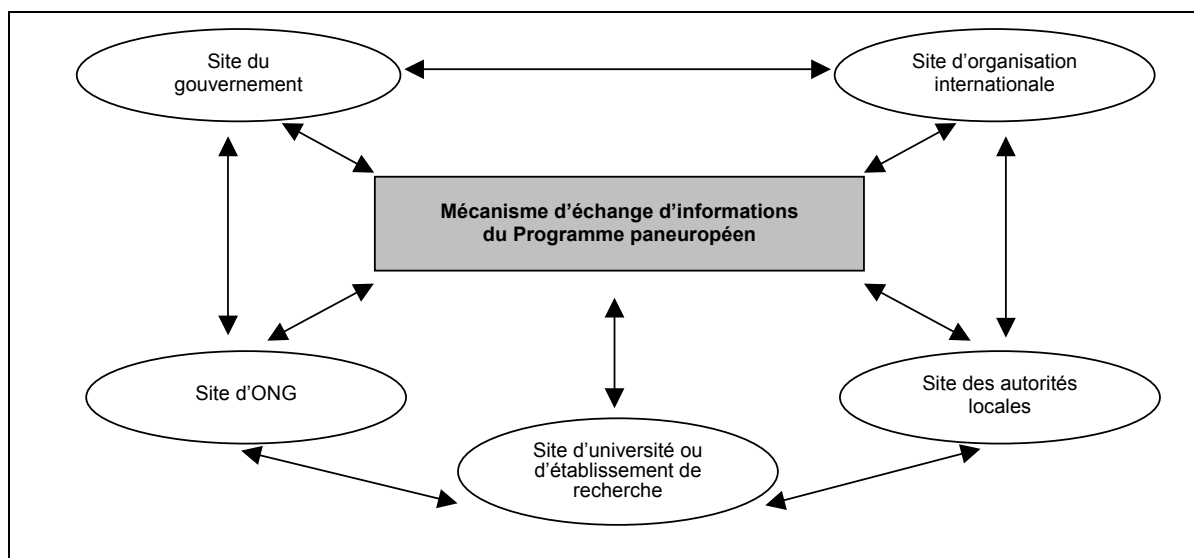 Site du
gouvernement
Site d’organisation
internationale
Mécanisme d’échange d’informations
du Programme paneuropéen
Site d’ONG
Site des autorités
locales
Site d’université ou
d’établissement de
recherche